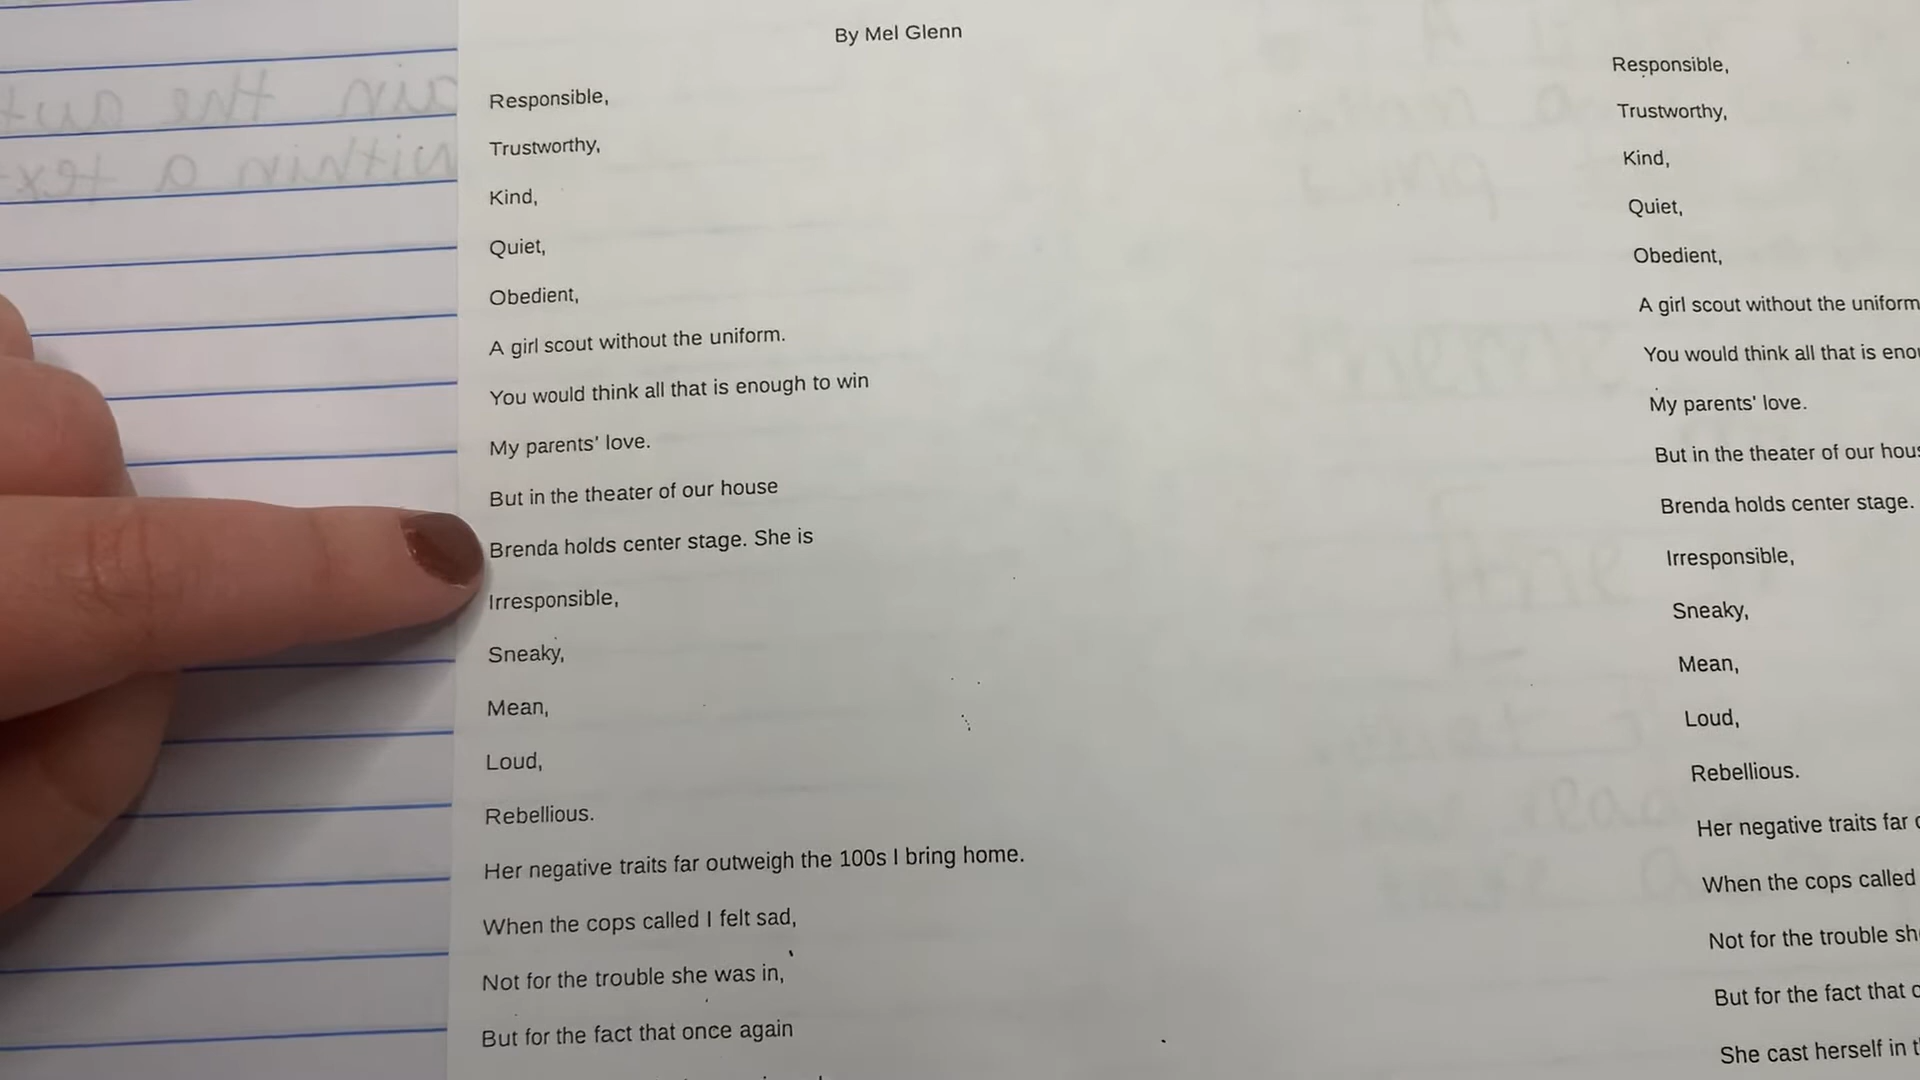 By Mel Glenn
Responsible,
Trustworthy,
Kind,
Quiet,
Obedient,
A girl scout without the uniform.
You would think all that is enough to win
My parents' love.
But in the theater of our house
Brenda holds center stage. She is
Irresponsible,
Sneaky,
Mean,
Loud,
Rebellious.
Her negative traits far outweigh the 100s I bring home.
When the cops called I felt sad,
Not for the trouble she was in,
But for the fact that once again
Responsible,
Trustworthy,
Kind,
Quiet,
Obedient,
A girl scout without the uniform
You would think all that is
My parents' love.
But in the theater of our
Brenda holds center stage.
Irresponsible,
Sneaky,
Mean,
Loud,
Rebellious.
Her negative traits far
When the cops called
Not for the trouble
But for the fact that
She cast herself in